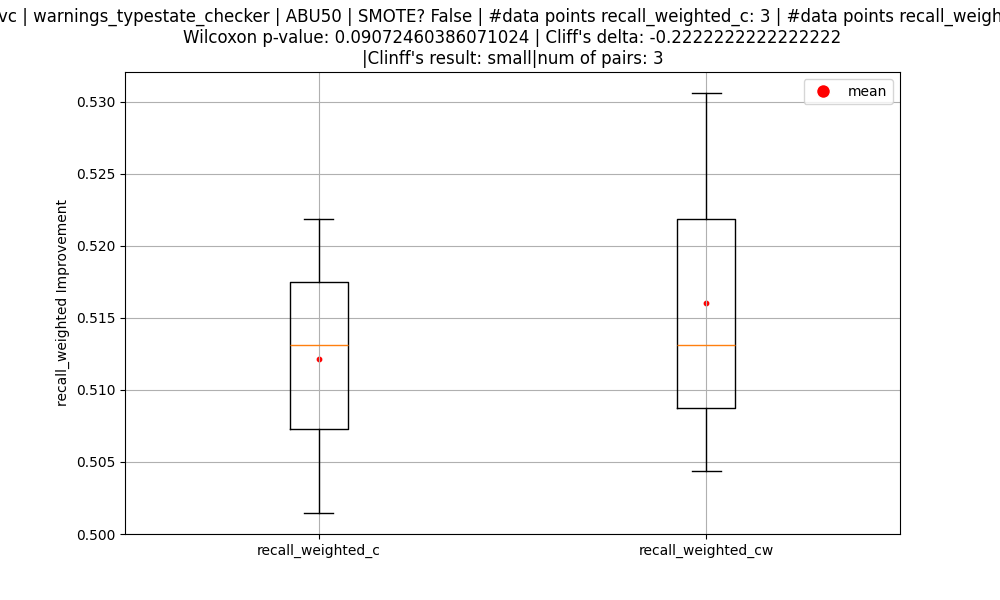 vc | warnings_typestate_checker | ABU50 | SMOTE? False | #data points recall_weighted_c: 3 | #data points
Wilcoxon p-value: 0.09072460386071024 | Cliff's delta: -0.2222222222222222
|Clinff's result: small|num of pairs: 3
mean
0.530
0.525
0.520
0.515
0.510
0.505
0.500
recall_weighted Improvement
recall_weighted_c
recall_weighted_cw